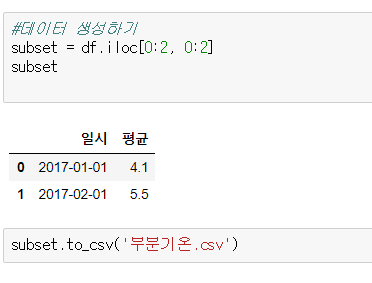 #데이터 생성하기
subset = df.iloc[0:2, 0:2]
subset
일시 평균
0 2017-01-01 4.1
1 2017-02-01 5.5
subset.to_csv('부분기온.csv')